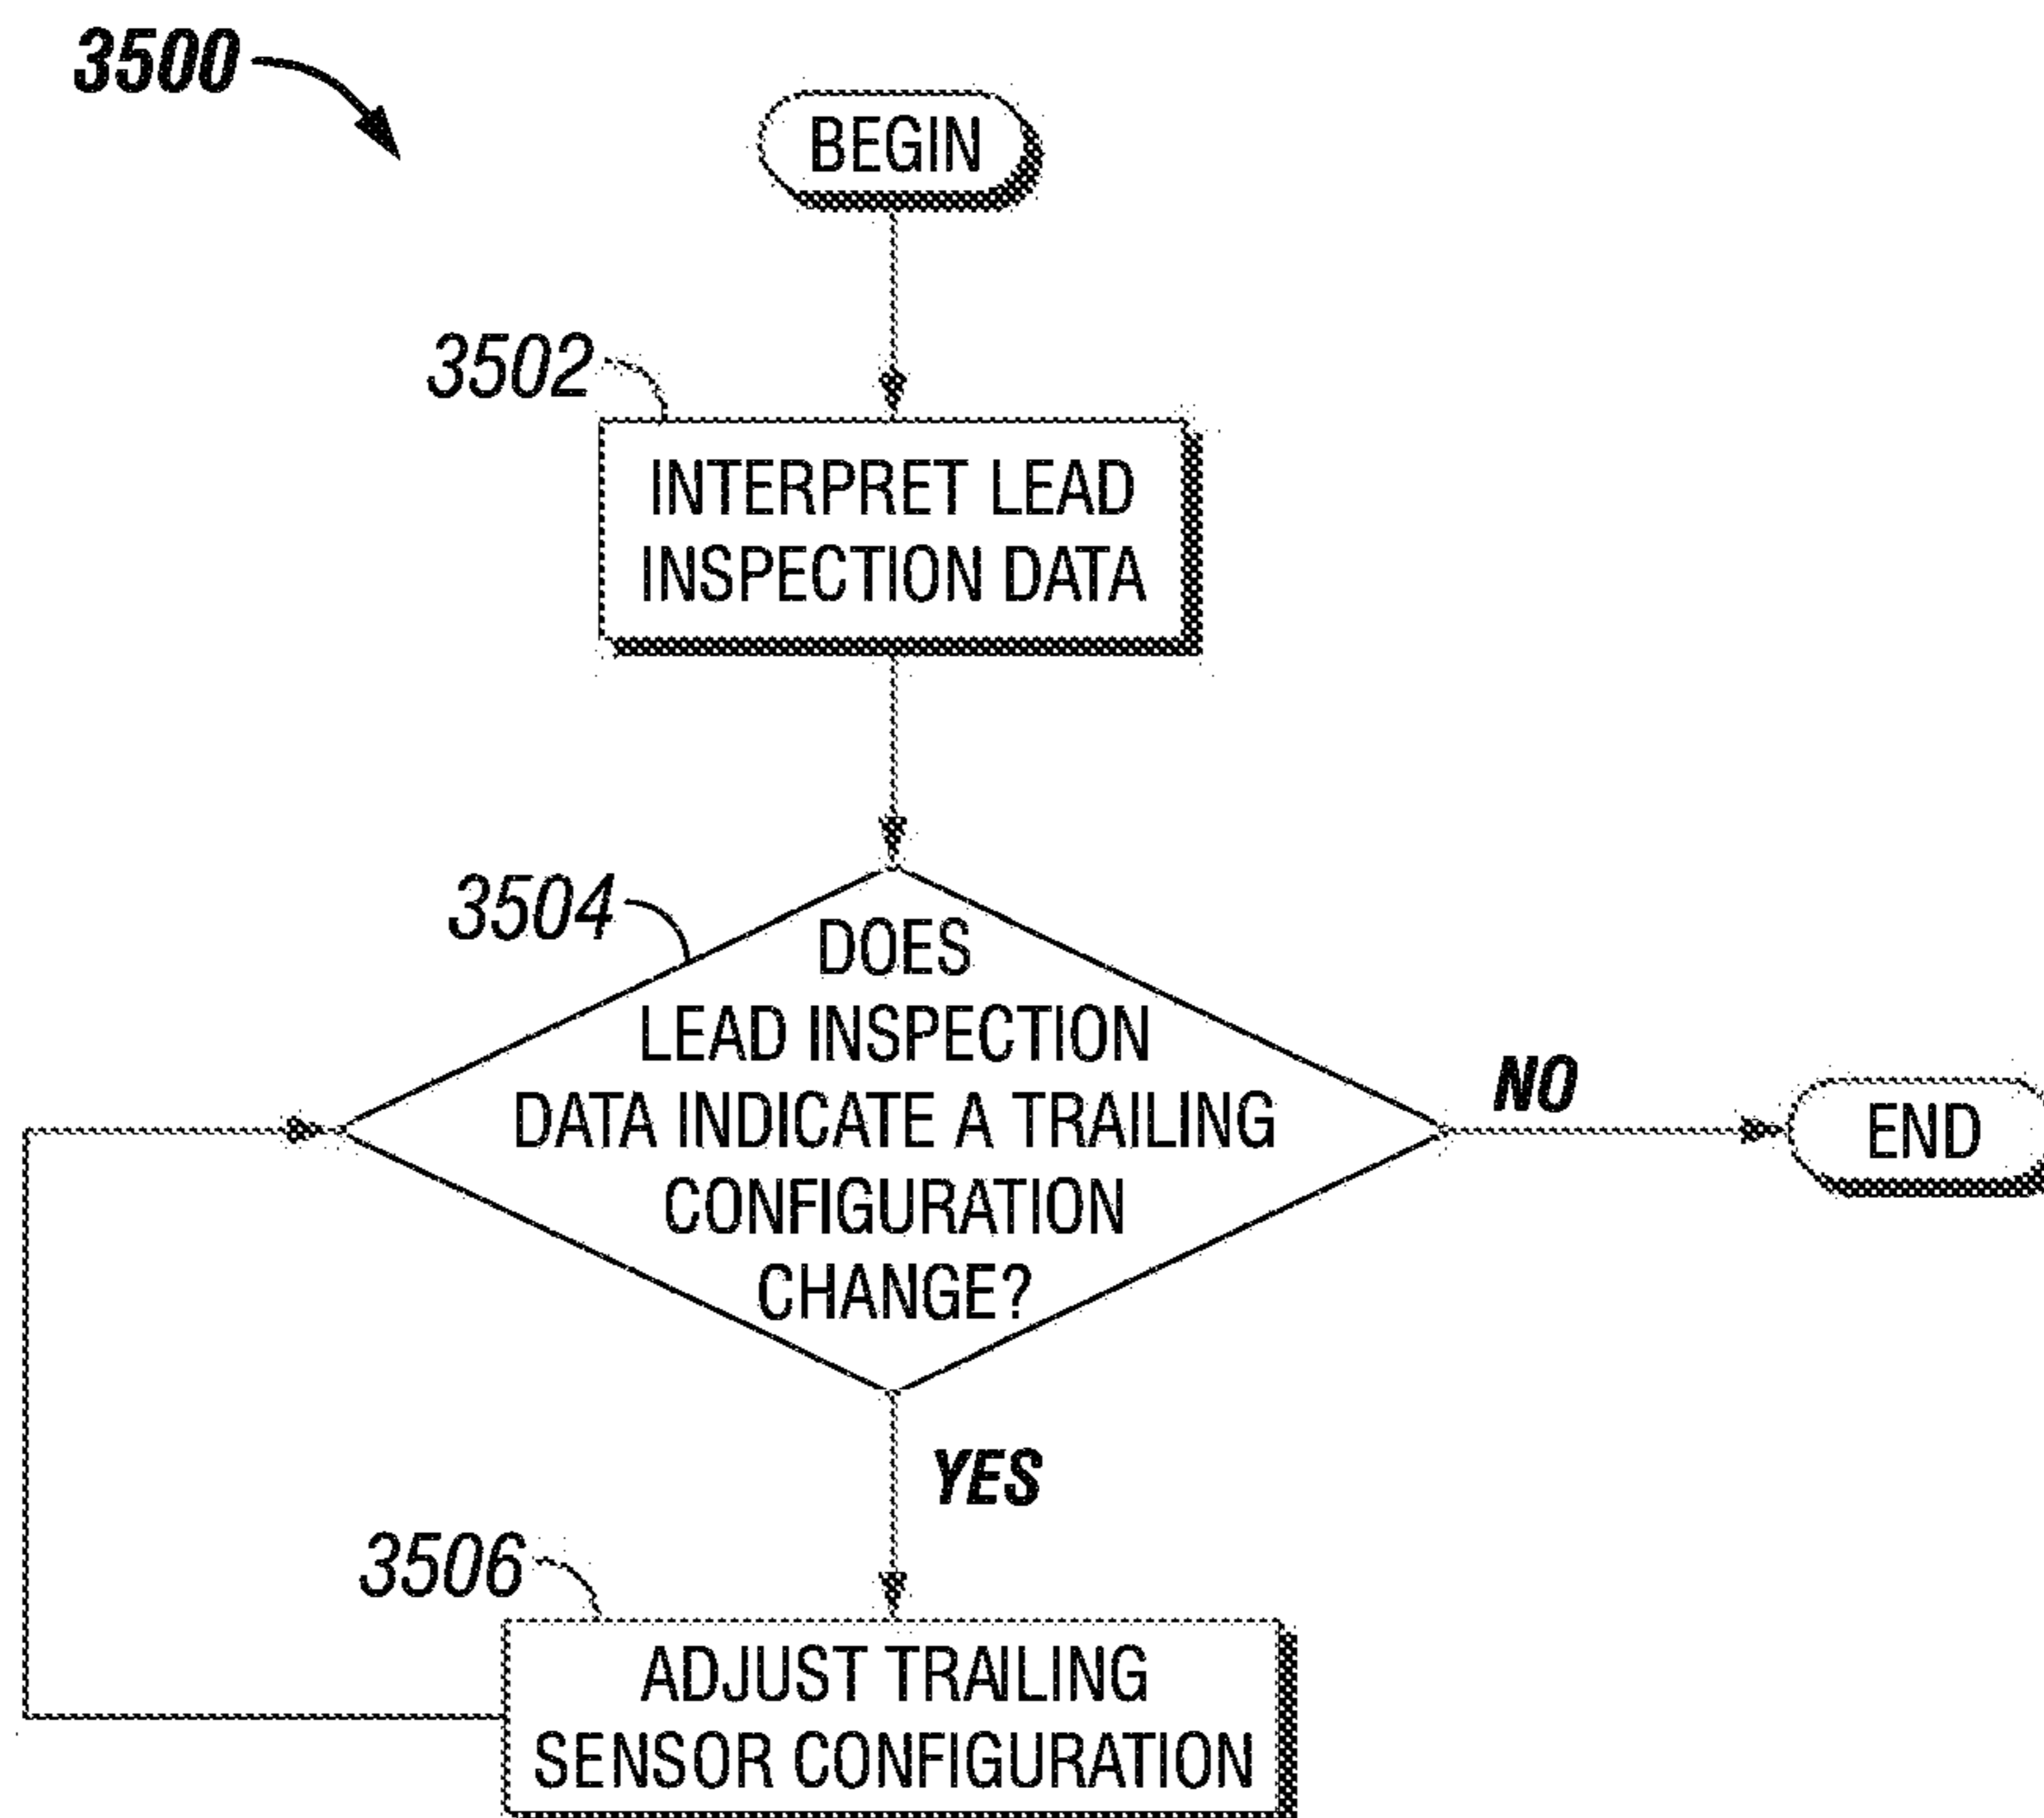 3500
BEGIN
3502
INTERPRET LEAD
INSPECTION DATA
3504
DOES
LEAD INSPECTION
DATA INDICATE A TRAILING
CONFIGURATION
CHANGE?
NO
END
YES
3506
ADJUST TRAILING
SENSOR CONFIGURATION